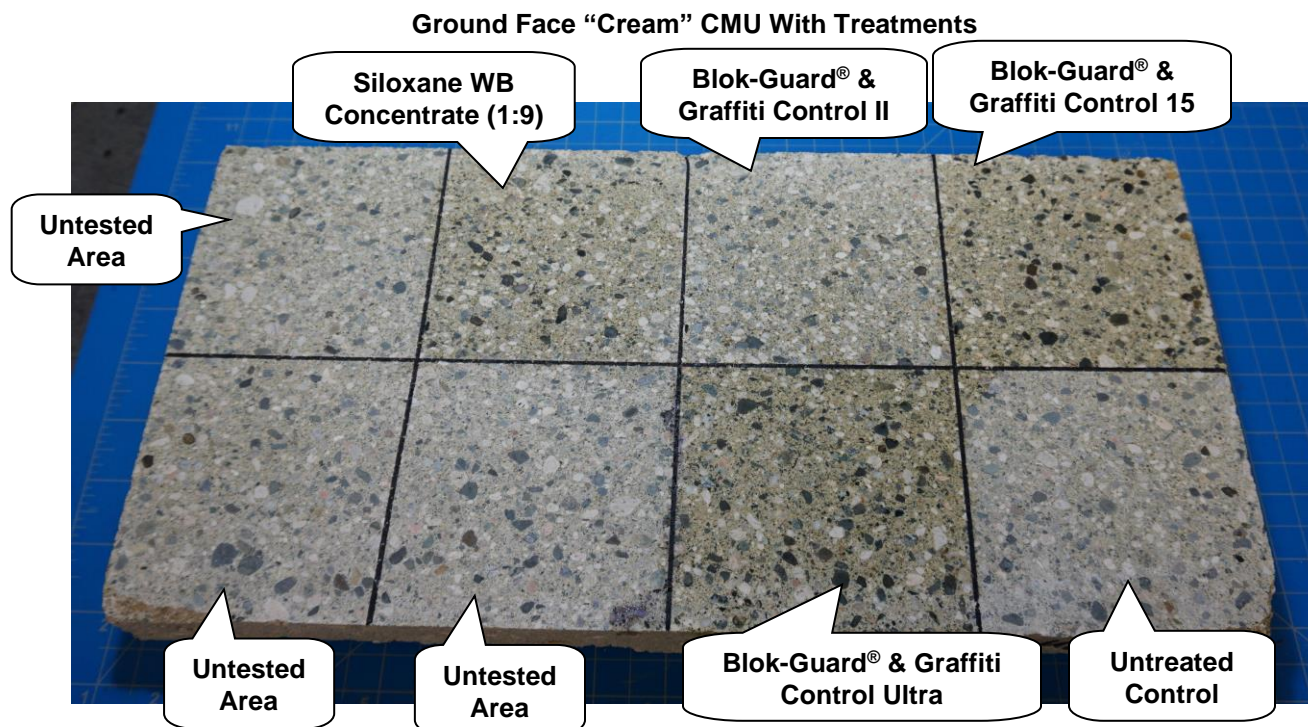 Ground Face “Cream” CMU With Treatments
Siloxane WB
Concentrate (1:9)
Blok-Guard® &
Graffiti Control II
Blok-Guard® &
Graffiti Control 15
Untested
Area
Untested
Area
Untested
Area
Blok-Guard® & Graffiti
Control Ultra
Untreated
Control